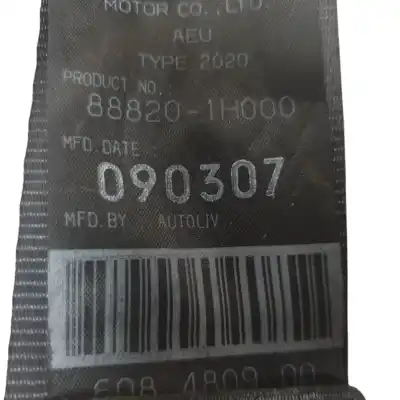 MOTOR CO.,LTD.
AEU
TYPE 2020
PRODUCT NO.:
88820-1H000
MFD.DATE
090307
MFD.BY AUTOLIV
608 4809 00